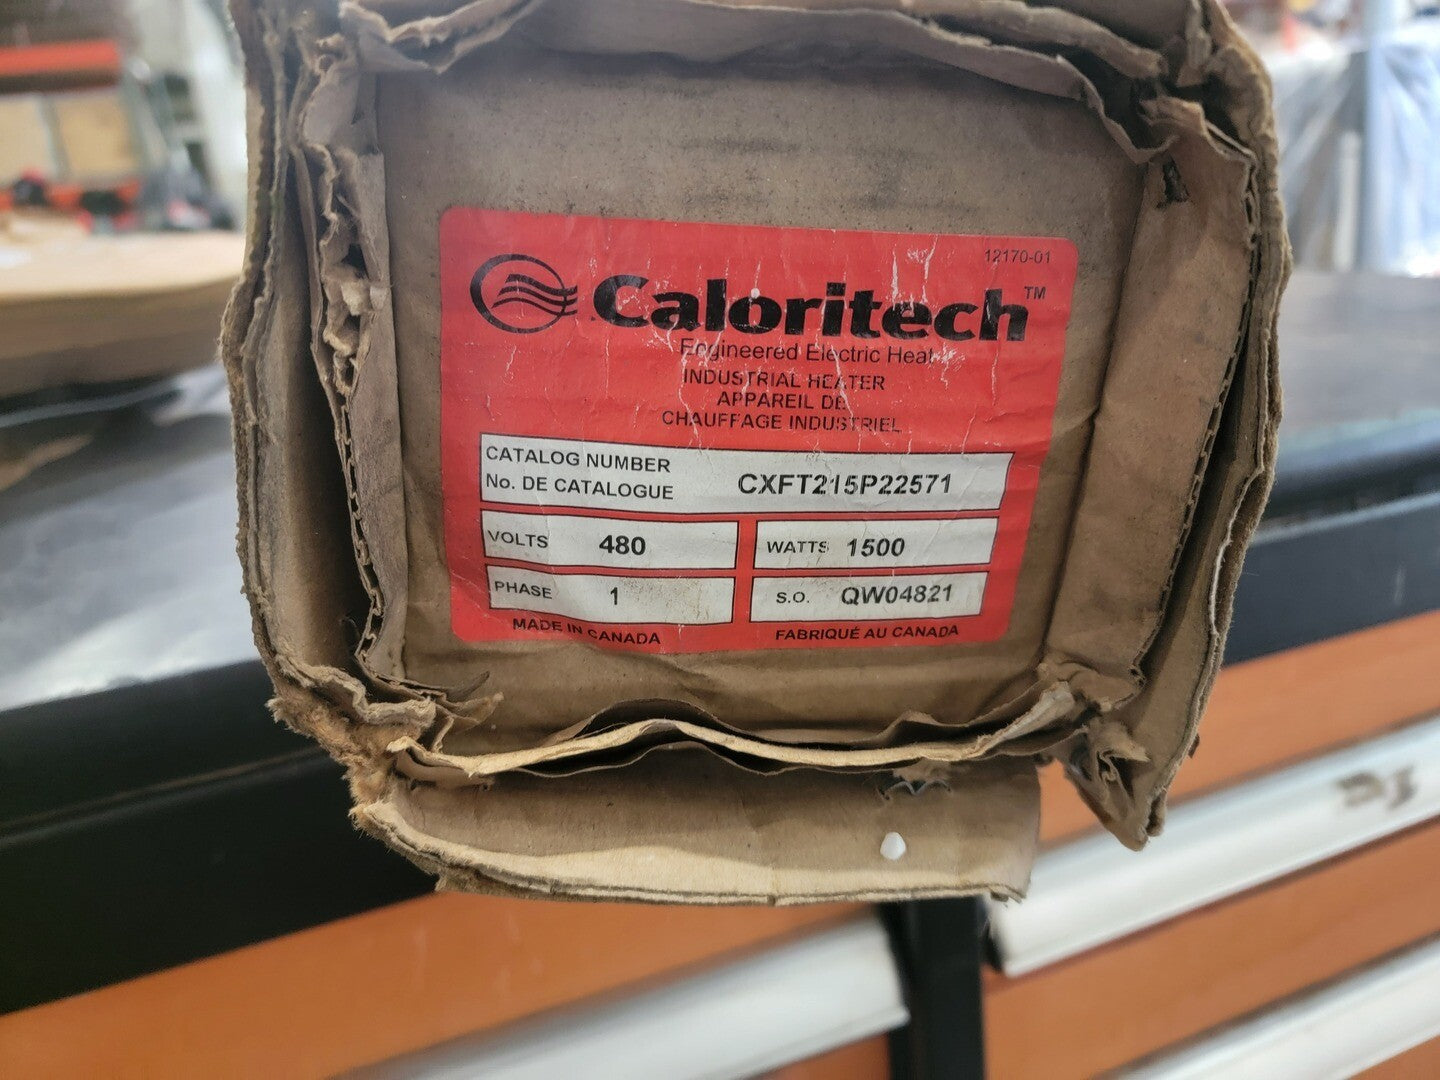 12170-01
Caloritech™
Engineered Electric Heat
INDUSTRIAL HEATER
APPAREIL DE
CHAUFFAGE INDUSTRIEL
CATALOG NUMBER
No. DE CATALOGUE
CXFT215P22571
VOLTS 480
WATTS 1500
PHASE 1
S.O. QW04821
MADE IN CANADA
FABRIQUÉ AU CANADA